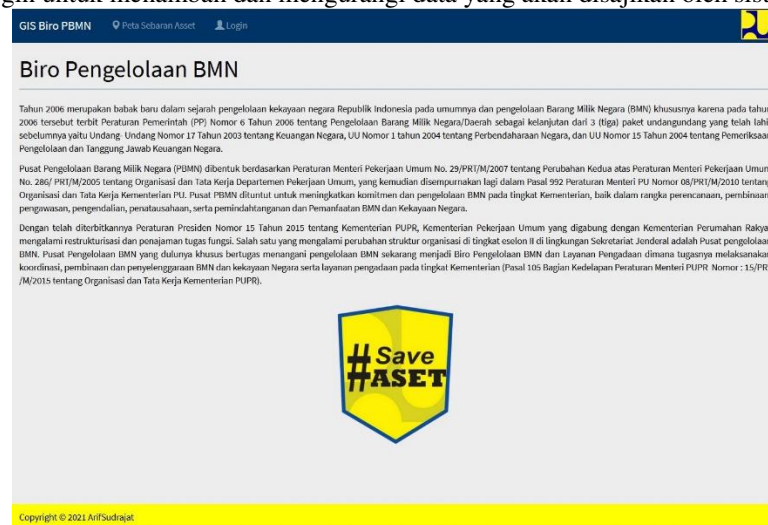 login untuk menambah dan mengurangi data yang akan disajikan oleh
GIS Biro PBMN Peta Sebaran Asset Login
Biro Pengelolaan BMN
Tahun 2006 merupakan babak baru dalam sejarah pengelolaan kekayaan negara Republik Indonesia pada umumnya dan pengelolaan Barang Milik Negara (BMN) khususnya karena pada tahun
2006 tersebut terbit Peraturan Pemerintah (PP) Nomor 6 Tahun 2006 tentang Pengelolaan Barang Milik Negara/Daerah sebagai kelanjutan dari 3 (tiga) paket undangundang yang telah lahi
sebelumnya yaitu Undang- Undang Nomor 17 Tahun 2003 tentang Keuangan Negara, UU Nomor 1 tahun 2004 tentang Perbendaharaan Negara, dan UU Nomor 15 Tahun 2004 tentang Pemeriksaan
Pengelolaan dan Tanggung Jawab Keuangan Negara.
Pusat Pengelolaan Barang Milik Negara (PBMN) dibentuk berdasarkan Peraturan Menteri Pekerjaan Umum No. 29/PRT/M/2007 tentang Perubahan Kedua atas Peraturan Menteri Pekerjaan Umum
No. 286/ PRT/M/2005 tentang Organisasi dan Tata Kerja Departemen Pekerjaan Umum, yang kemudian disempurnakan lagi dalam Pasal 992 Peraturan Menteri PU Nomor 08/PRT/M/2010 tentang
Organisasi dan Tata Kerja Kementerian PU. Pusat PBMN dituntut untuk meningkatkan komitmen dan pengelolaan BMN pada tingkat Kementerian, baik dalam rangka perencanaan, pembinaan
pengawasan, pengendalian, penatausahaan, serta pemindahtanganan dan Pemanfaatan BMN dan Kekayaan Negara.
Dengan telah diterbitkannya Peraturan Presiden Nomor 15 Tahun 2015 tentang Kementerian PUPR, Kementerian Pekerjaan Umum yang digabung dengan Kementerian Perumahan Rakya
mengalami restrukturisasi dan penajaman tugas fungsi. Salah satu yang mengalami perubahan struktur organisasi di tingkat eselon II di lingkungan Sekretariat Jenderal adalah Pusat pengelolaa
BMN. Pusat Pengelolaan BMN yang dulunya khusus bertugas menangani pengelolaan BMN sekarang menjadi Biro Pengelolaan BMN dan Layanan Pengadaan dimana tugasnya melaksanaka
koordinasi, pembinaan dan penyelenggaraan BMN dan kekayaan Negara serta layanan pengadaan pada tingkat Kementerian (Pasal 105 Bagian Kedelapan Peraturan Menteri PUPR Nomor : 15/PR
/M/2015 tentang Organisasi dan Tata Kerja Kementerian PUPR).
#Save
#ASET
Copyright © 2021 ArifSudrajat